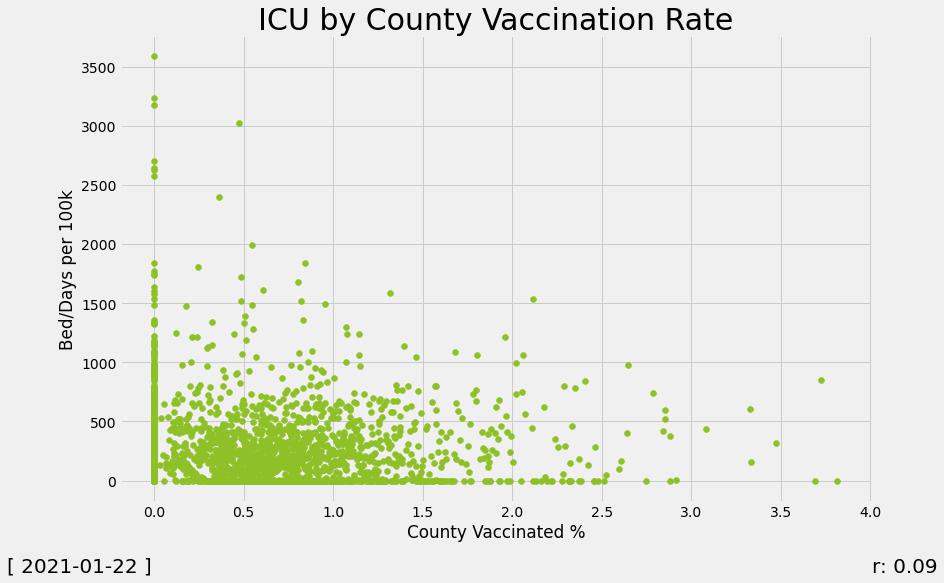 ICU by County Vaccination Rate
3500
3000
2500
2000
1500
1000
500
0
Bed/Days per 100k
0.0 0.5 1.0 1.5 2.0 2.5 3.0 3.5 4.0
County Vaccinated %
[ 2021-01-22 ] r: 0.09